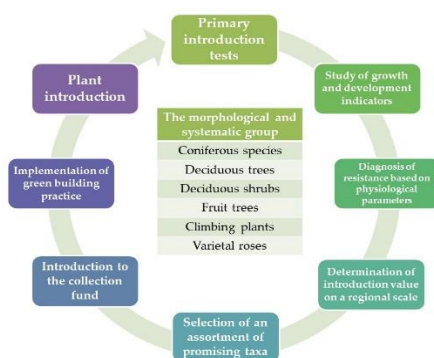 Primary
introduction
tests
Study of growth
and development
indicators
Diagnosis of
resistance based on
physiological
parameters
Determination of
introduction value
on a regional scale
Selection of an
assortment of
promising taxa
Introduction to
the collection
fund
Implementation of
green building
practice
Plant
introduction
The morphological and
systematic group
Coniferous species
Deciduous trees
Deciduous shrubs
Fruit trees
Climbing plants
Varietal roses